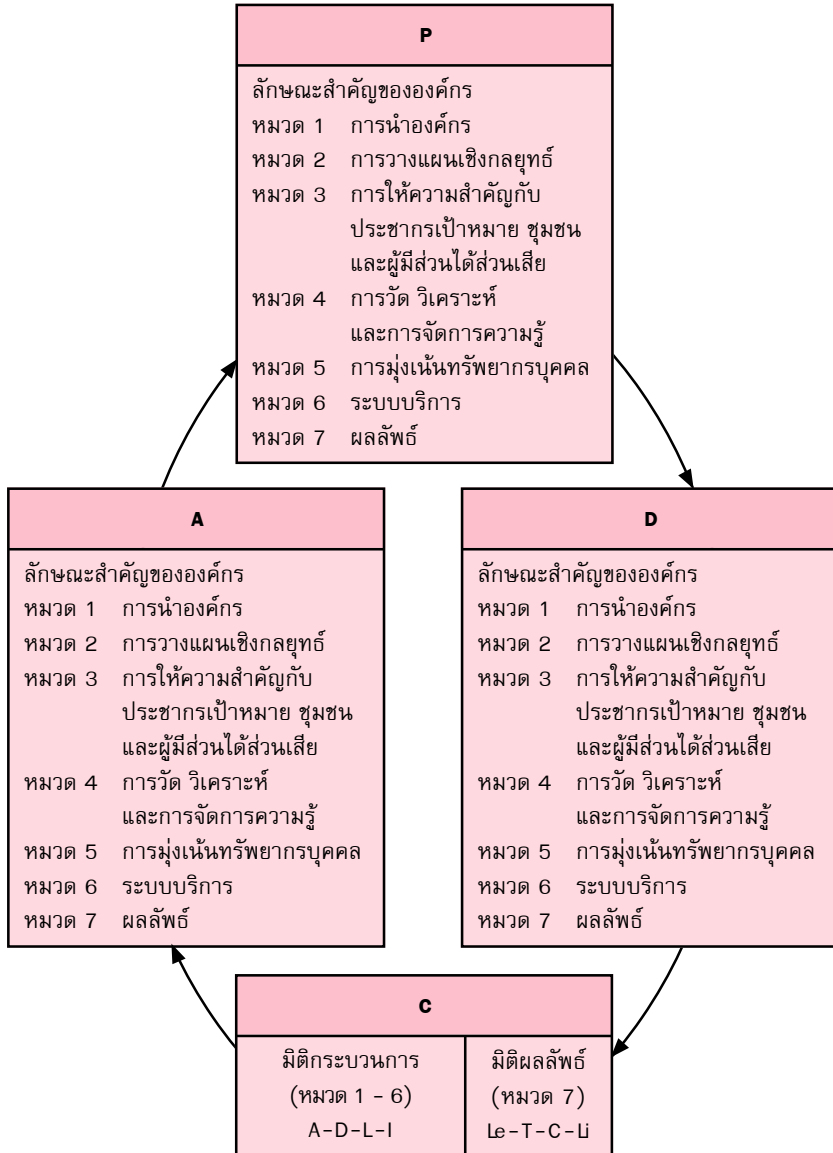 P
ลักษณะสำคัญขององค์กร
หมวด 1 การนำองค์กร
หมวด 2 การวางแผนเชิงกลยุทธ์
หมวด 3 การให้ความสำคัญกับ
ประชากรเป้าหมาย ชุมชน
และผู้มีส่วนได้ส่วนเสีย
หมวด 4 การวัด วิเคราะห์
และการจัดการความรู้
หมวด 5 การมุ่งเน้นทรัพยากรบุคคล
หมวด 6 ระบบบริการ
หมวด 7 ผลลัพธ์
A
ลักษณะสำคัญขององค์กร
หมวด 1 การนำองค์กร
หมวด 2 การวางแผนเชิงกลยุทธ์
หมวด 3 การให้ความสำคัญกับ
ประชากรเป้าหมาย ชุมชน
และผู้มีส่วนได้ส่วนเสีย
หมวด 4 การวัด วิเคราะห์
และการจัดการความรู้
หมวด 5 การมุ่งเน้นทรัพยากรบุคคล
หมวด 6 ระบบบริการ
หมวด 7 ผลลัพธ์
D
ลักษณะสำคัญขององค์กร
หมวด 1 การนำองค์กร
หมวด 2 การวางแผนเชิงกลยุทธ์
หมวด 3 การให้ความสำคัญกับ
ประชากรเป้าหมาย ชุมชน
และผู้มีส่วนได้ส่วนเสีย
หมวด 4 การวัด วิเคราะห์
และการจัดการความรู้
หมวด 5 การมุ่งเน้นทรัพยากรบุคคล
หมวด 6 ระบบบริการ
หมวด 7 ผลลัพธ์
C
มิติกระบวนการ
(หมวด 1 - 6)
A-D-L-I
มิติผลลัพธ์
(หมวด 7)
Le-T-C-Li